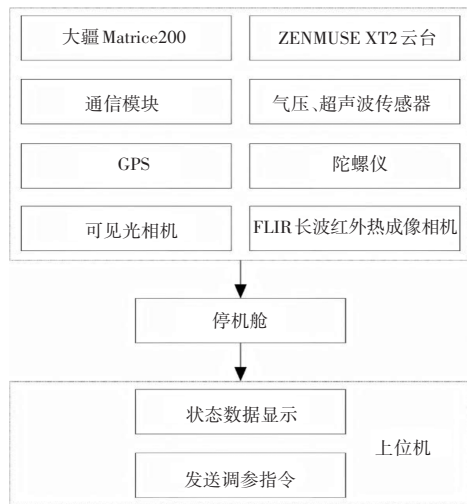 大疆Matrice200
ZENMUSE XT2云台
通信模块
气压、超声波传感器
GPS
陀螺仪
可见光相机
FLIR长波红外热成像相机
停机舱
状态数据显示
上位机
发送调参指令